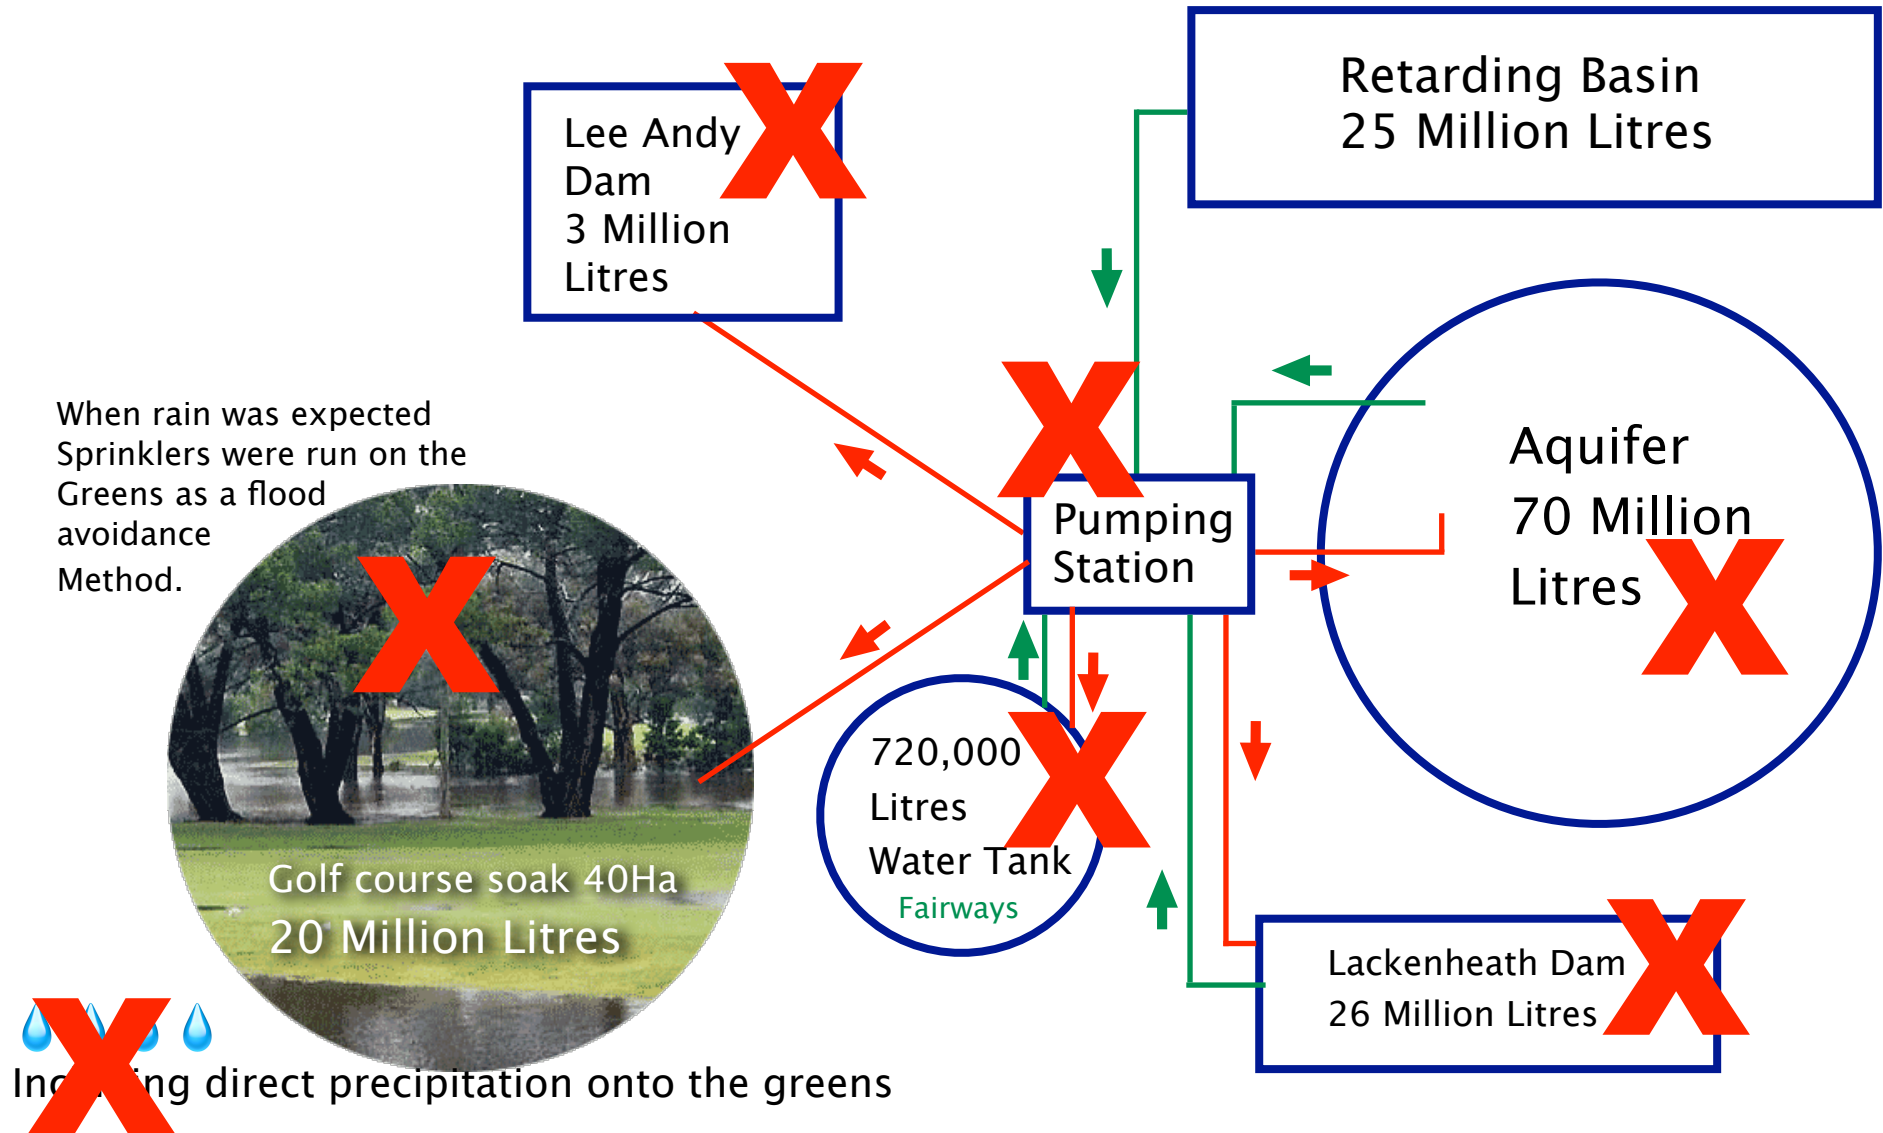 Retarding Basin
25 Million Litres
Lee Andy
Dam
3 Million
Litres
When rain was expected
Sprinklers were run on the
Greens as a flood
avoidance
Method.
Aquifer
70 Million
Litres
Pumping
Station
720,000
Litres
Water Tank
Fairways
Golf course soak 40Ha
20 Million Litres
Lackenheath Dam
26 Million Litres
direct precipitation onto the greens